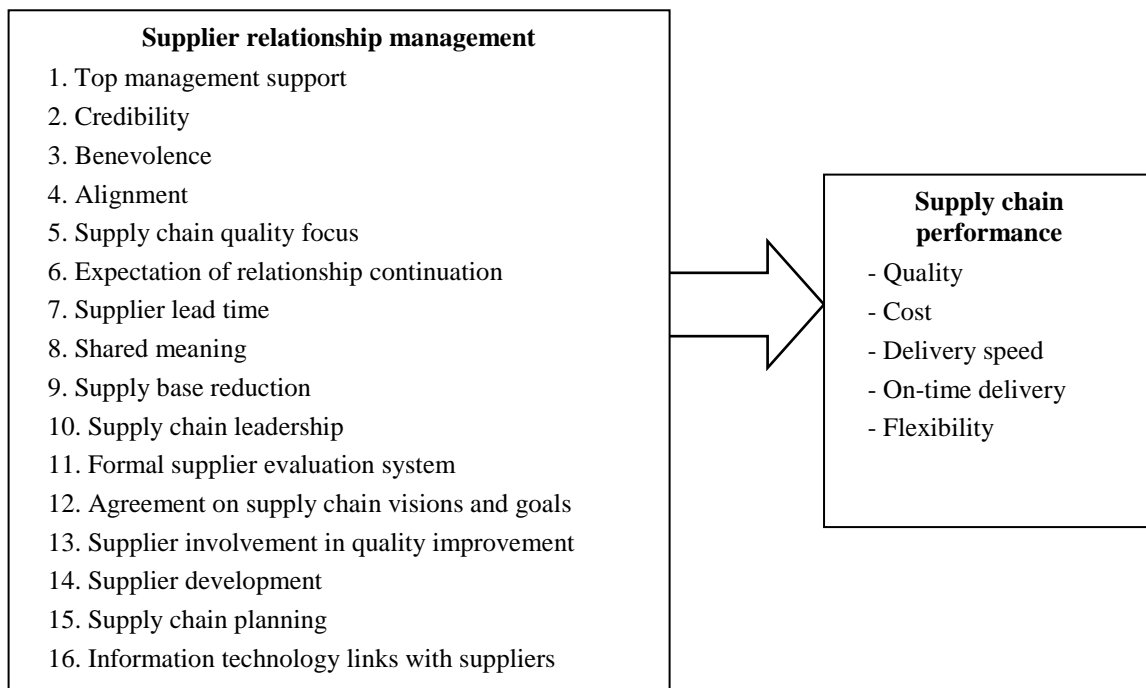 Supplier relationship management
1. Top management support
2. Credibility
3. Benevolence
4. Alignment
5. Supply chain quality focus
6. Expectation of relationship continuation
7. Supplier lead time
8. Shared meaning
9. Supply base reduction
10. Supply chain leadership
11. Formal supplier evaluation system
12. Agreement on supply chain visions and goals
13. Supplier involvement in quality improvement
14. Supplier development
15. Supply chain planning
16. Information technology links with suppliers
Supply chain
performance
- Quality
- Cost
- Delivery speed
- On-time delivery
- Flexibility